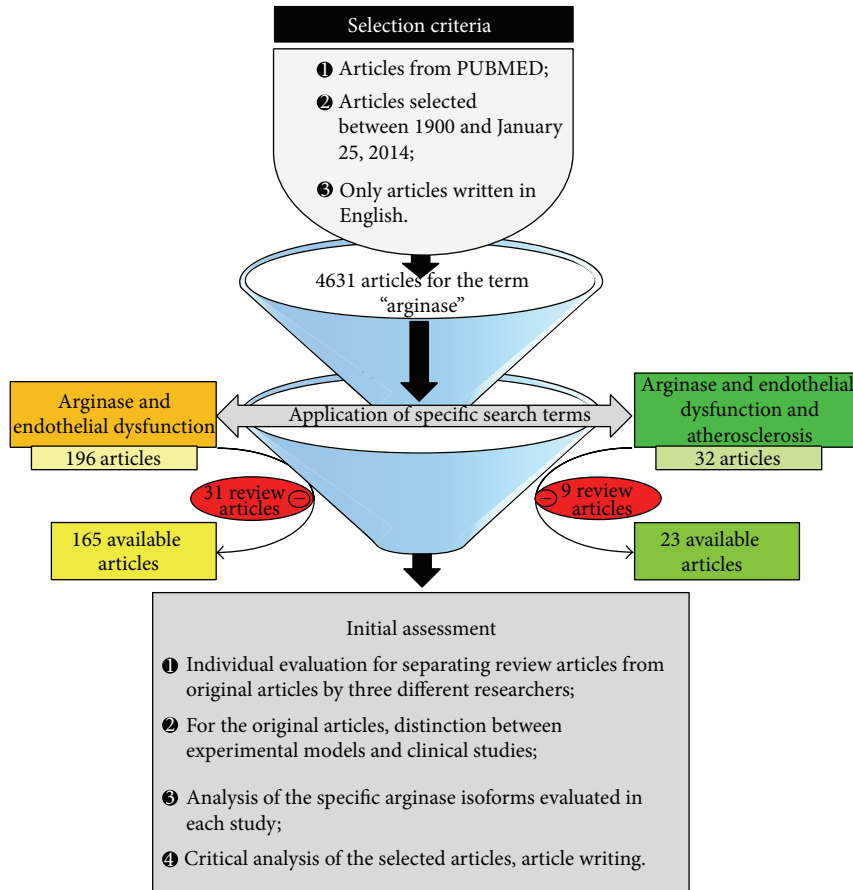 Selection criteria
❶ Articles from PUBMED;
❷ Articles selected
between 1900 and January
25, 2014;
❸ Only articles written in
English.
4631 articles for the term
“arginase”
Arginase and
endothelial dysfunction
196 articles
Application of specific search terms
Arginase and endothelial
dysfunction and
atherosclerosis
32 articles
31 review
articles
−
−
9 review
articles
165 available
articles
23 available
articles
Initial assessment
❶ Individual evaluation for separating review articles from
original articles by three different researchers;
❷ For the original articles, distinction between
experimental models and clinical studies;
❸ Analysis of the specific arginase isoforms evaluated in
each study;
❹ Critical analysis of the selected articles, article writing.